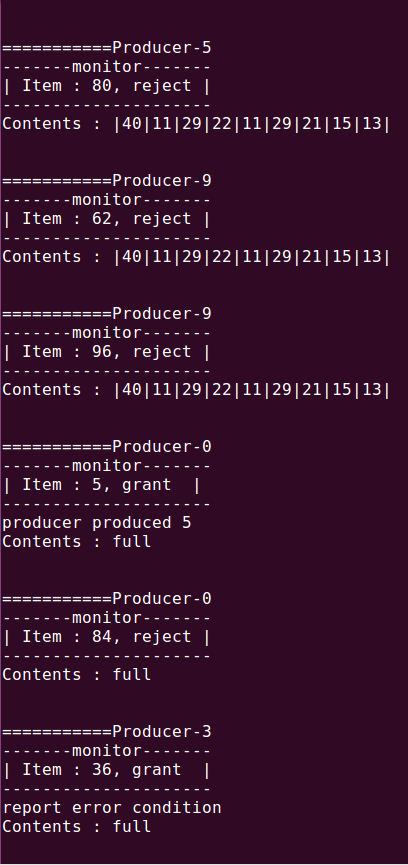 ===========Producer-5
-------monitor-------
| Item : 80, reject |
---------------------
Contents : |40|11|29|22|11|29|21|15|13|
===========Producer-9
-------monitor-------
| Item : 62, reject |
---------------------
Contents : |40|11|29|22|11|29|21|15|13|
===========Producer-9
-------monitor-------
| Item : 96, reject |
---------------------
Contents : |40|11|29|22|11|29|21|15|13|
===========Producer-0
-------monitor-------
| Item : 5, grant  |
---------------------
producer produced 5
Contents : full
===========Producer-0
-------monitor-------
| Item : 84, reject |
---------------------
Contents : full
===========Producer-3
-------monitor-------
| Item : 36, grant  |
---------------------
report error condition
Contents : full